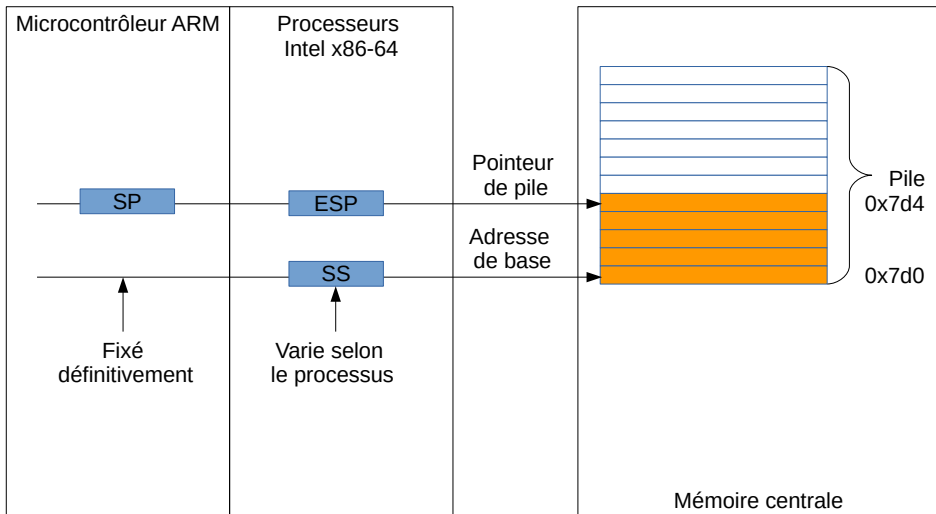 Microcontrôleur ARM
Processeurs
Intel x86-64
Pointeur
de pile
Pile
SP
ESP
0x7d4
Adresse
de base
SS
0x7d0
Fixé
définitivement
Varie selon
le processus
Mémoire centrale